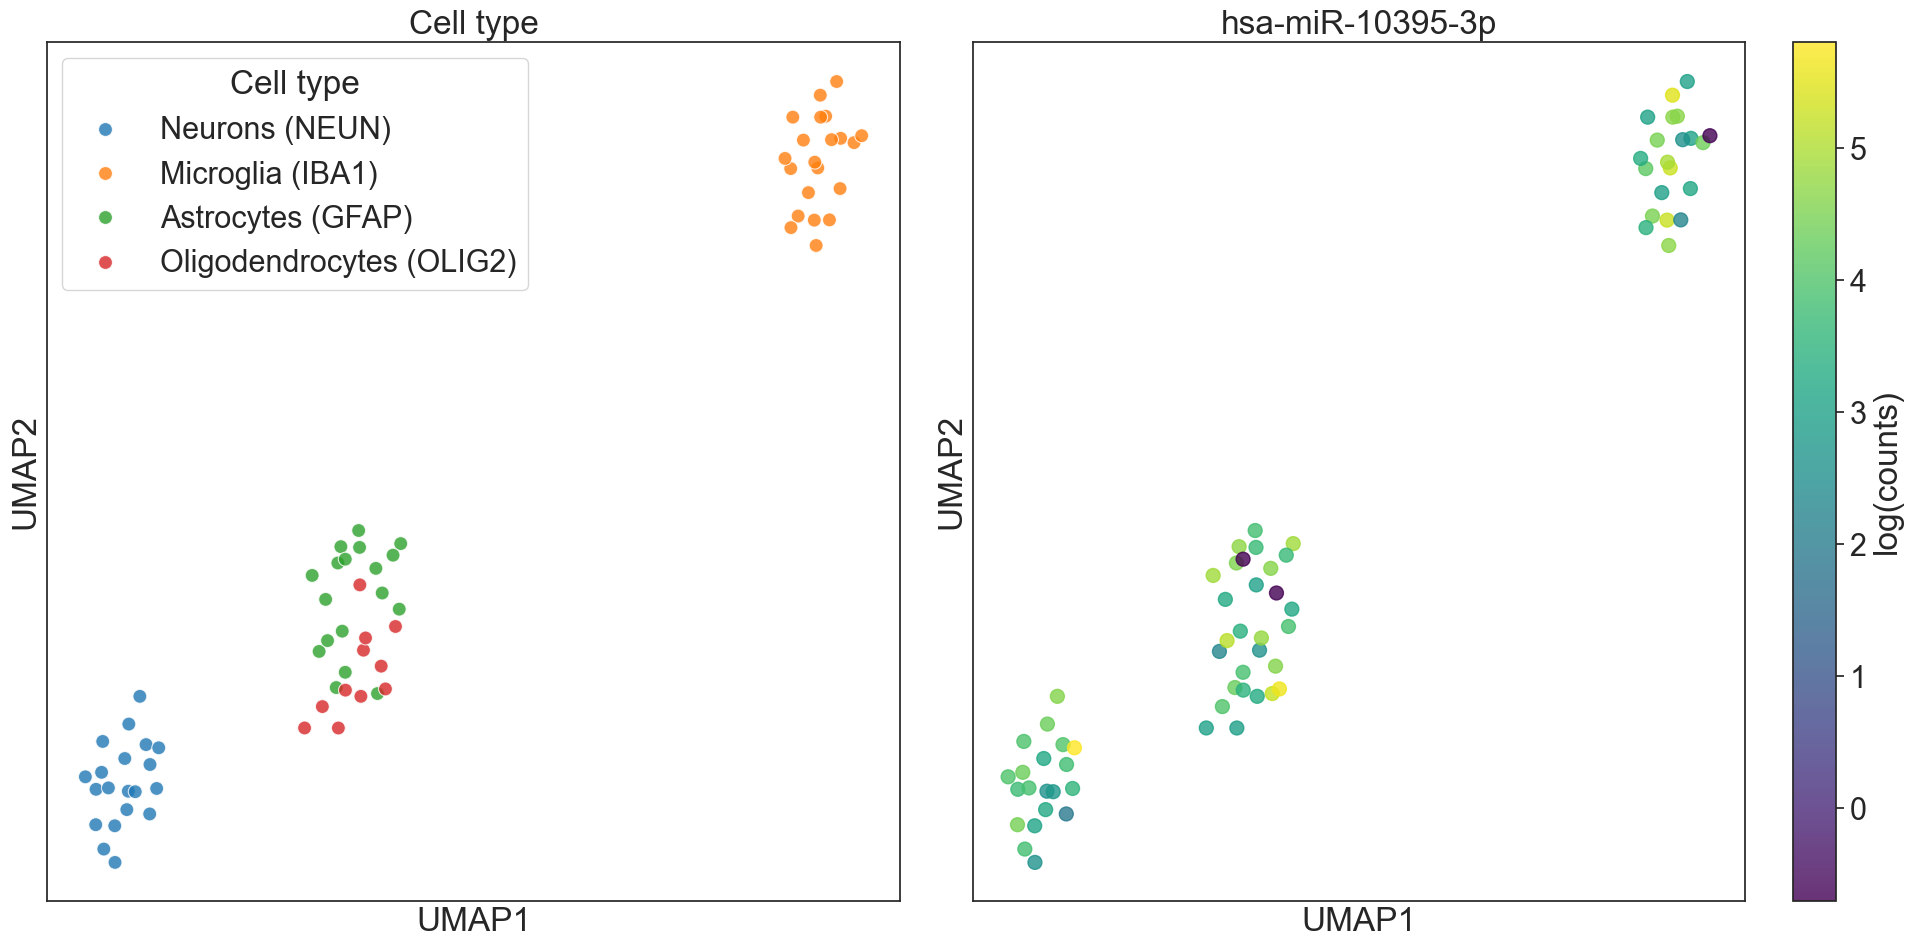 Cell type
Cell type
Neurons (NEUN)
Microglia (IBA1)
Astrocytes (GFAP)
Oligodendrocytes (OLIG2)
UMAP2
UMAP1
hsa-miR-10395-3p
UMAP2
UMAP1
5
4
3
2
1
0
log(counts)